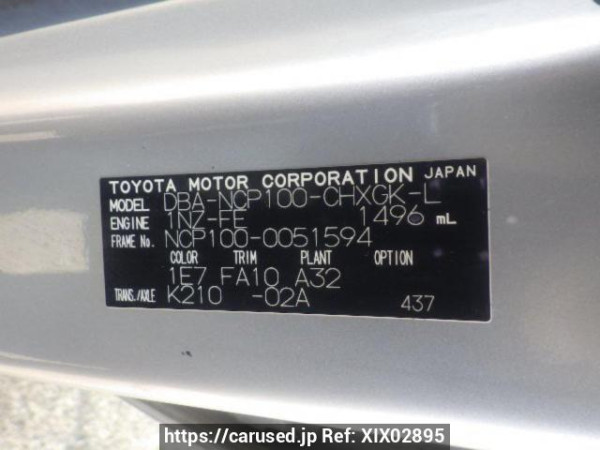 TOYOTA MOTOR CORPORATION JAPAN
MODEL DBA-NCP100-CHXGK-L
ENGINE 1NZ-FE 1496 mL
FRAME No. NCP100-0051594
COLOR TRIM PLANT OPTION
1E7 FA10 A32
TRANS./AXLE K210 -02A 437
https://carused.jp Ref: XIX02895